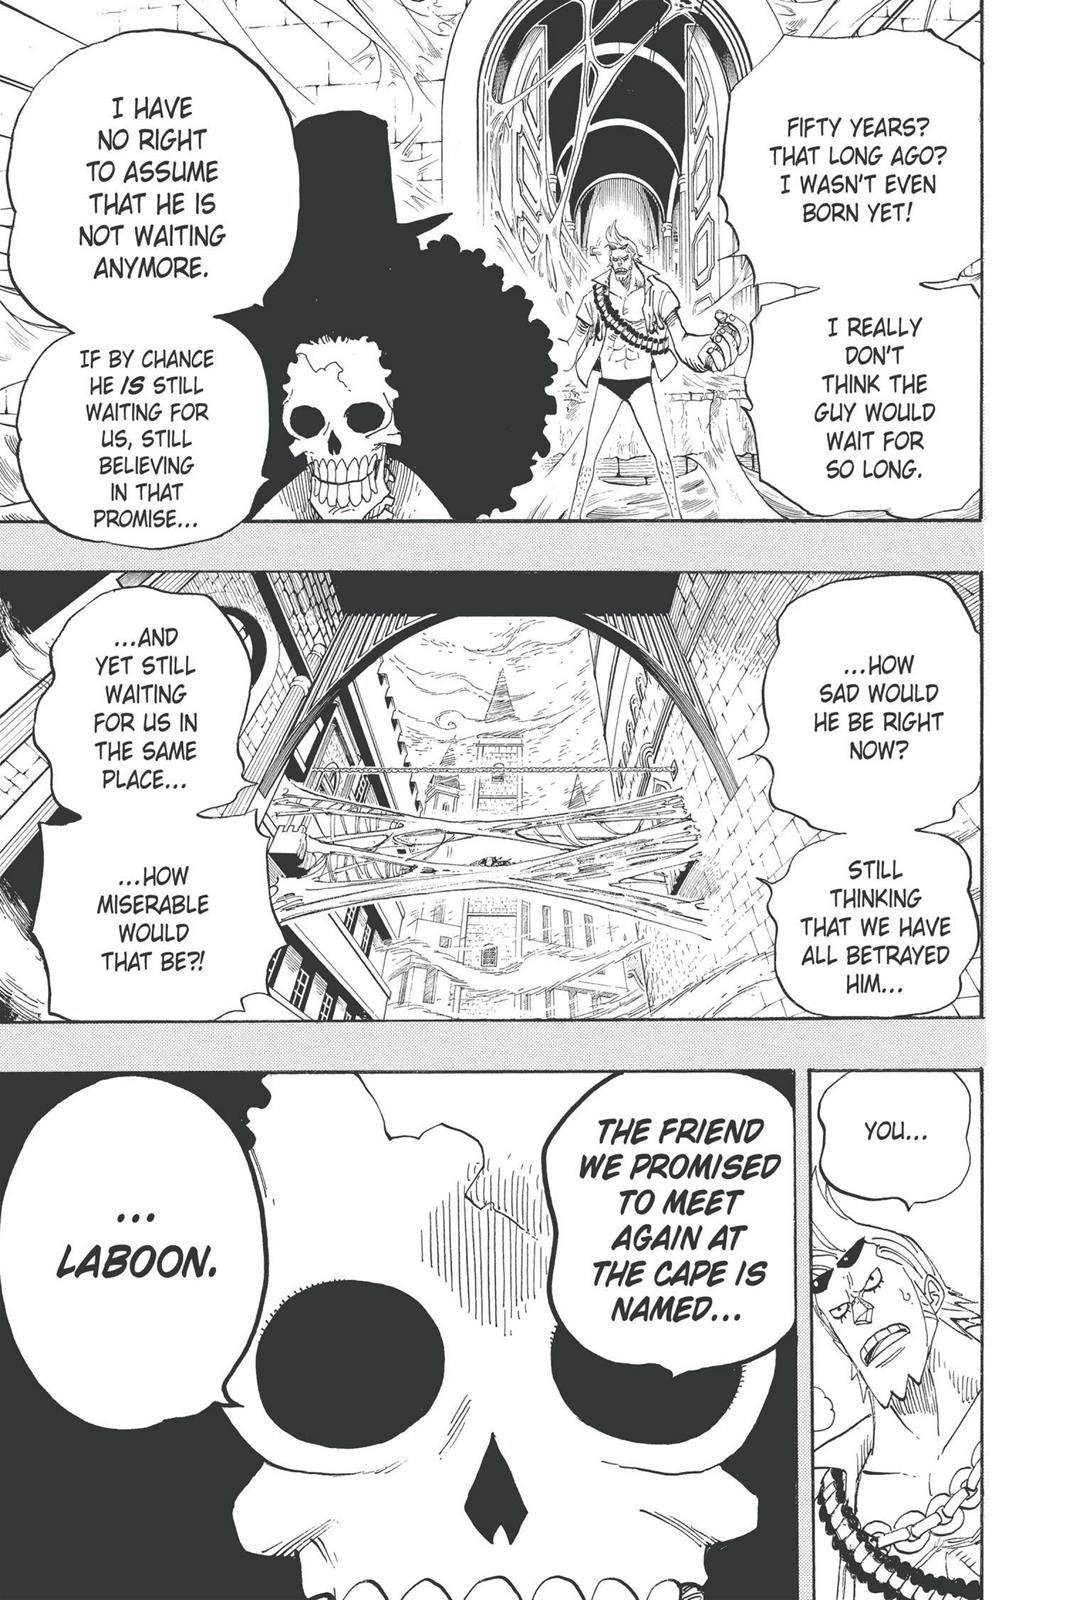 FIFTY YEARS?
THAT LONG AGO?
I WASN'T EVEN
BORN YET!
I REALLY
DON'T
THINK THE
GUY WOULD
WAIT FOR
SO LONG.
I HAVE
NO RIGHT
TO ASSUME
THAT HE IS
NOT WAITING
ANYMORE.
IF BY CHANCE
HE IS STILL
WAITING FOR
US, STILL
BELIEVING
IN THAT
PROMISE...
...HOW
SAD WOULD
HE BE RIGHT
NOW?
STILL
THINKING
THAT WE HAVE
ALL BETRAYED
HIM...
...AND
YET STILL
WAITING
FOR US IN
THE SAME
PLACE...
...HOW
MISERABLE
WOULD
THAT BE?!
YOU...
THE FRIEND
WE PROMISED
TO MEET
AGAIN AT
THE CAPE IS
NAMED...
...
LABOON.